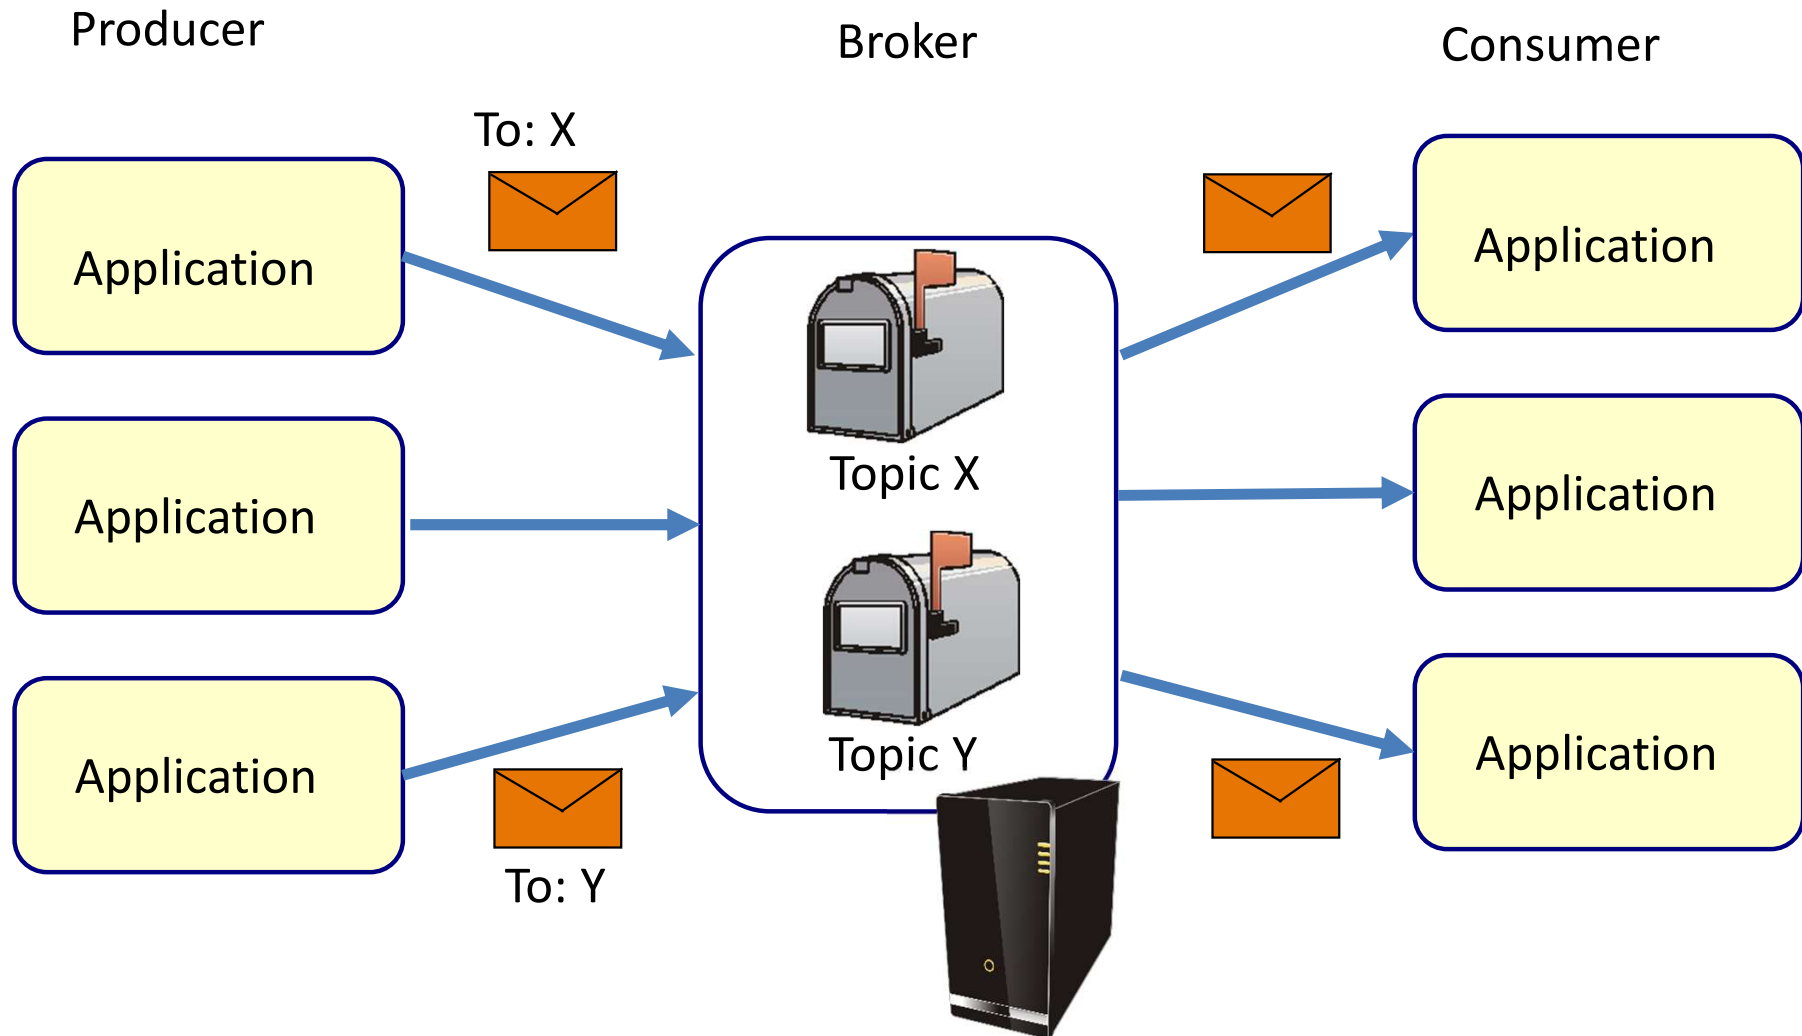 Producer
Broker
Consumer
To: X
Application
Application
Topic X
Application
Application
Topic Y
Application
Application
To: Y